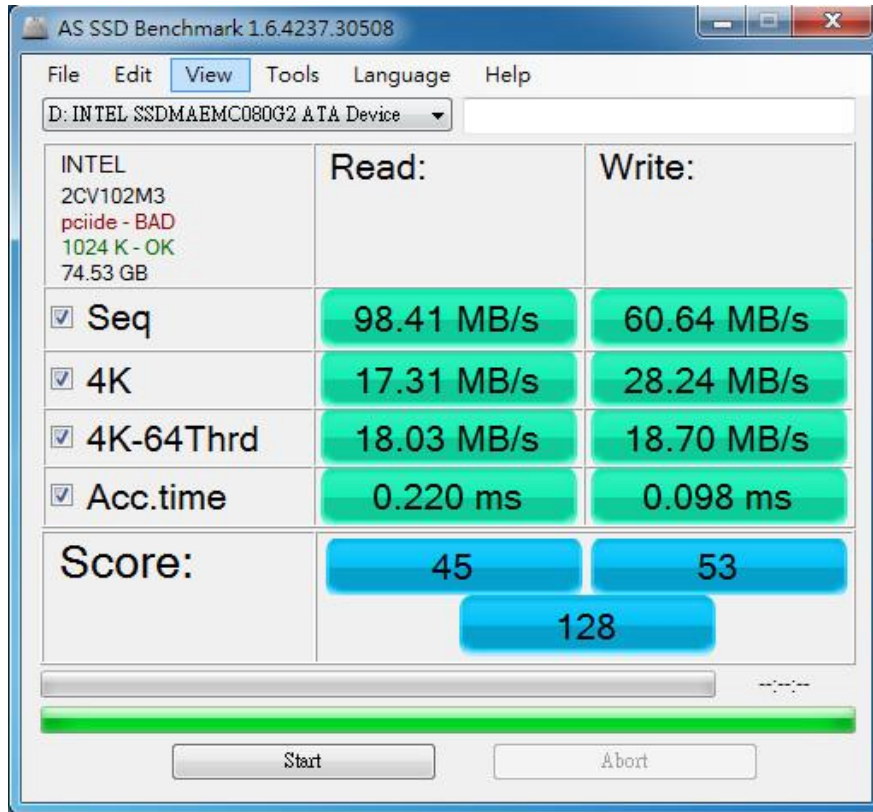 AS SSD Benchmark 1.6.4237.30508
File Edit View Tools Language Help
D: INTEL SSDMAEMC080G2 ATA Device
INTEL
2CV102M3
pciide - BAD
1024 K - OK
74.53 GB
Read: Write:
Seq 98.41 MB/s 60.64 MB/s
4K 17.31 MB/s 28.24 MB/s
4K-64Thrd 18.03 MB/s 18.70 MB/s
Acc.time 0.220 ms 0.098 ms
Score: 45 53
128
--:--:--
Start Abort